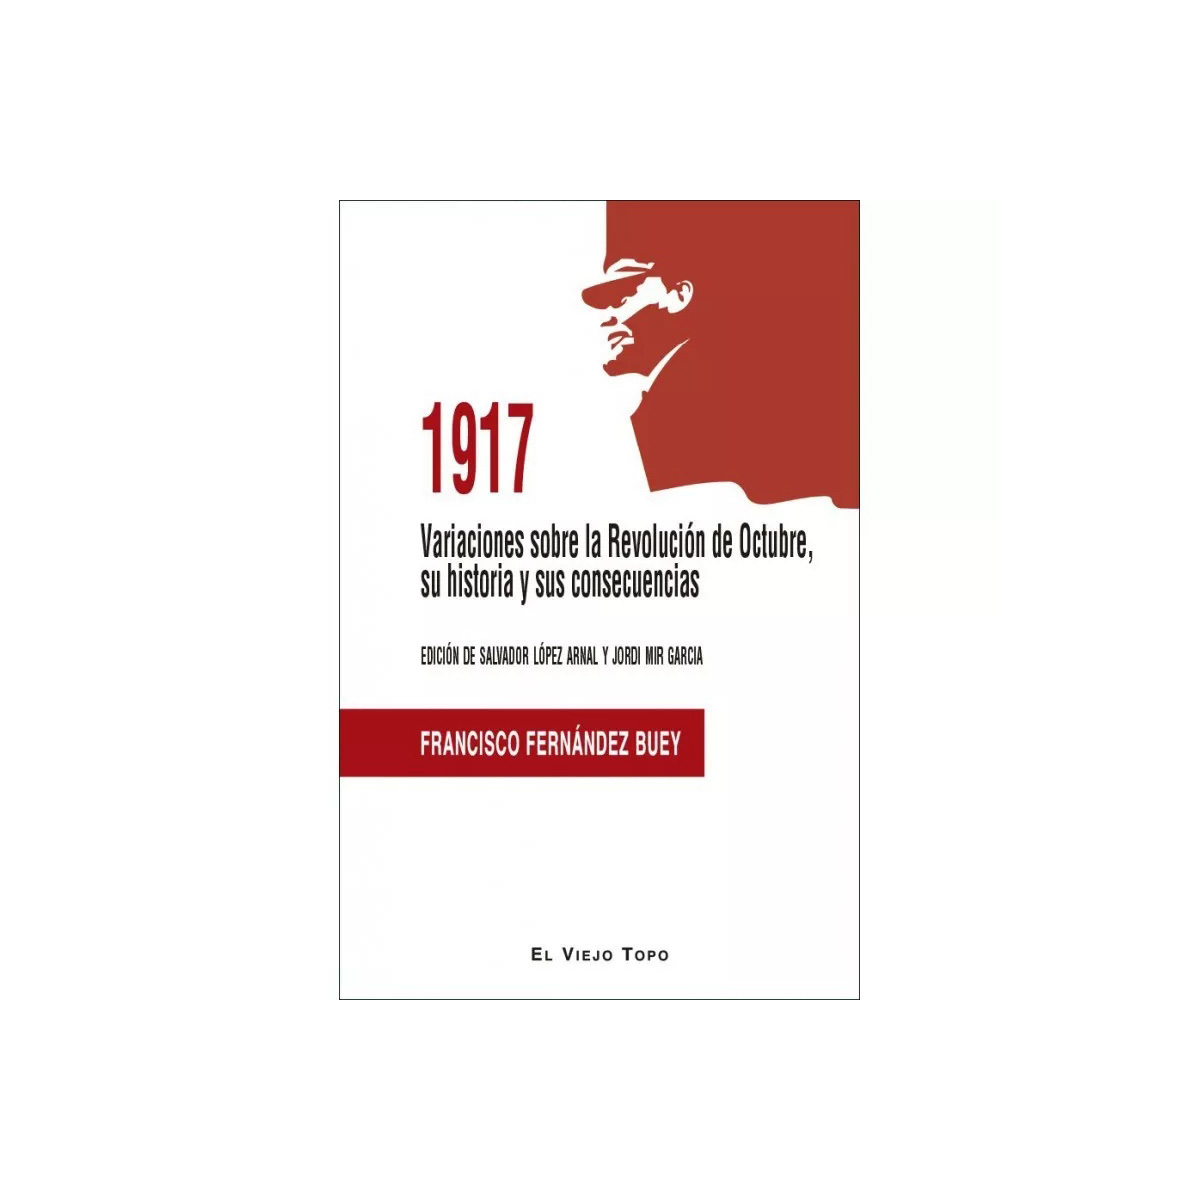 1917
Variaciones sobre la Revolución de Octubre,
su historia y sus consecuencias
EDICIÓN DE SALVADOR LÓPEZ ARNAL Y JORDI MIR GARCIA
FRANCISCO FERNÁNDEZ BUEY
EL VIEJO TOPO